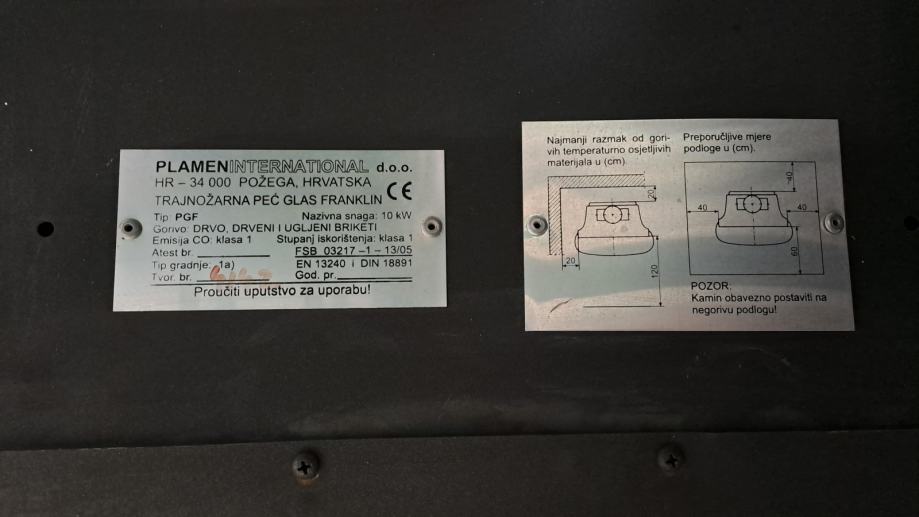 PLAMENINTERNATIONAL d.o.o.
HR – 34 000 POŽEGA, HRVATSKA
TRAJNOŽARNA PEĆ GLAS FRANKLIN CE
Tip: PGF Nazivna snaga: 10 kW
Gorivo: DRVO, DRVENI I UGLJENI BRIKETI
Emisija CO: klasa 1 Stupanj iskorištenja: klasa 1
Atest br. FSB 03217 –1 – 13/05
Tip gradnje: 1a) EN 13240 i DIN 18891
Tvor. br. God. pr.
Proučiti uputstvo za uporabu!
Najmanji razmak od gori-
vih temperaturno osjetljivih
materijala u (cm).
20
20
120
Preporučljive mjere
podloge u (cm).
40
40
40
60
POZOR:
Kamin obavezno postaviti na
negorivu podlogu!